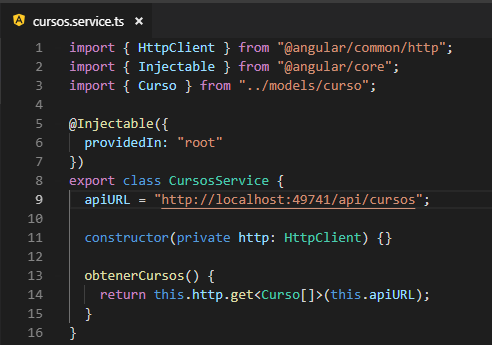 cursos.service.ts ×
1 import { HttpClient } from "@angular/common/http";
2 import { Injectable } from "@angular/core";
3 import { Curso } from "../models/curso";
4
5 @Injectable({
6   providedIn: "root"
7 })
8 export class CursosService {
9   apiURL = "http://localhost:49741/api/cursos";
10
11   constructor(private http: HttpClient) {}
12
13   obtenerCursos() {
14     return this.http.get<Curso[]>(this.apiURL);
15   }
16 }